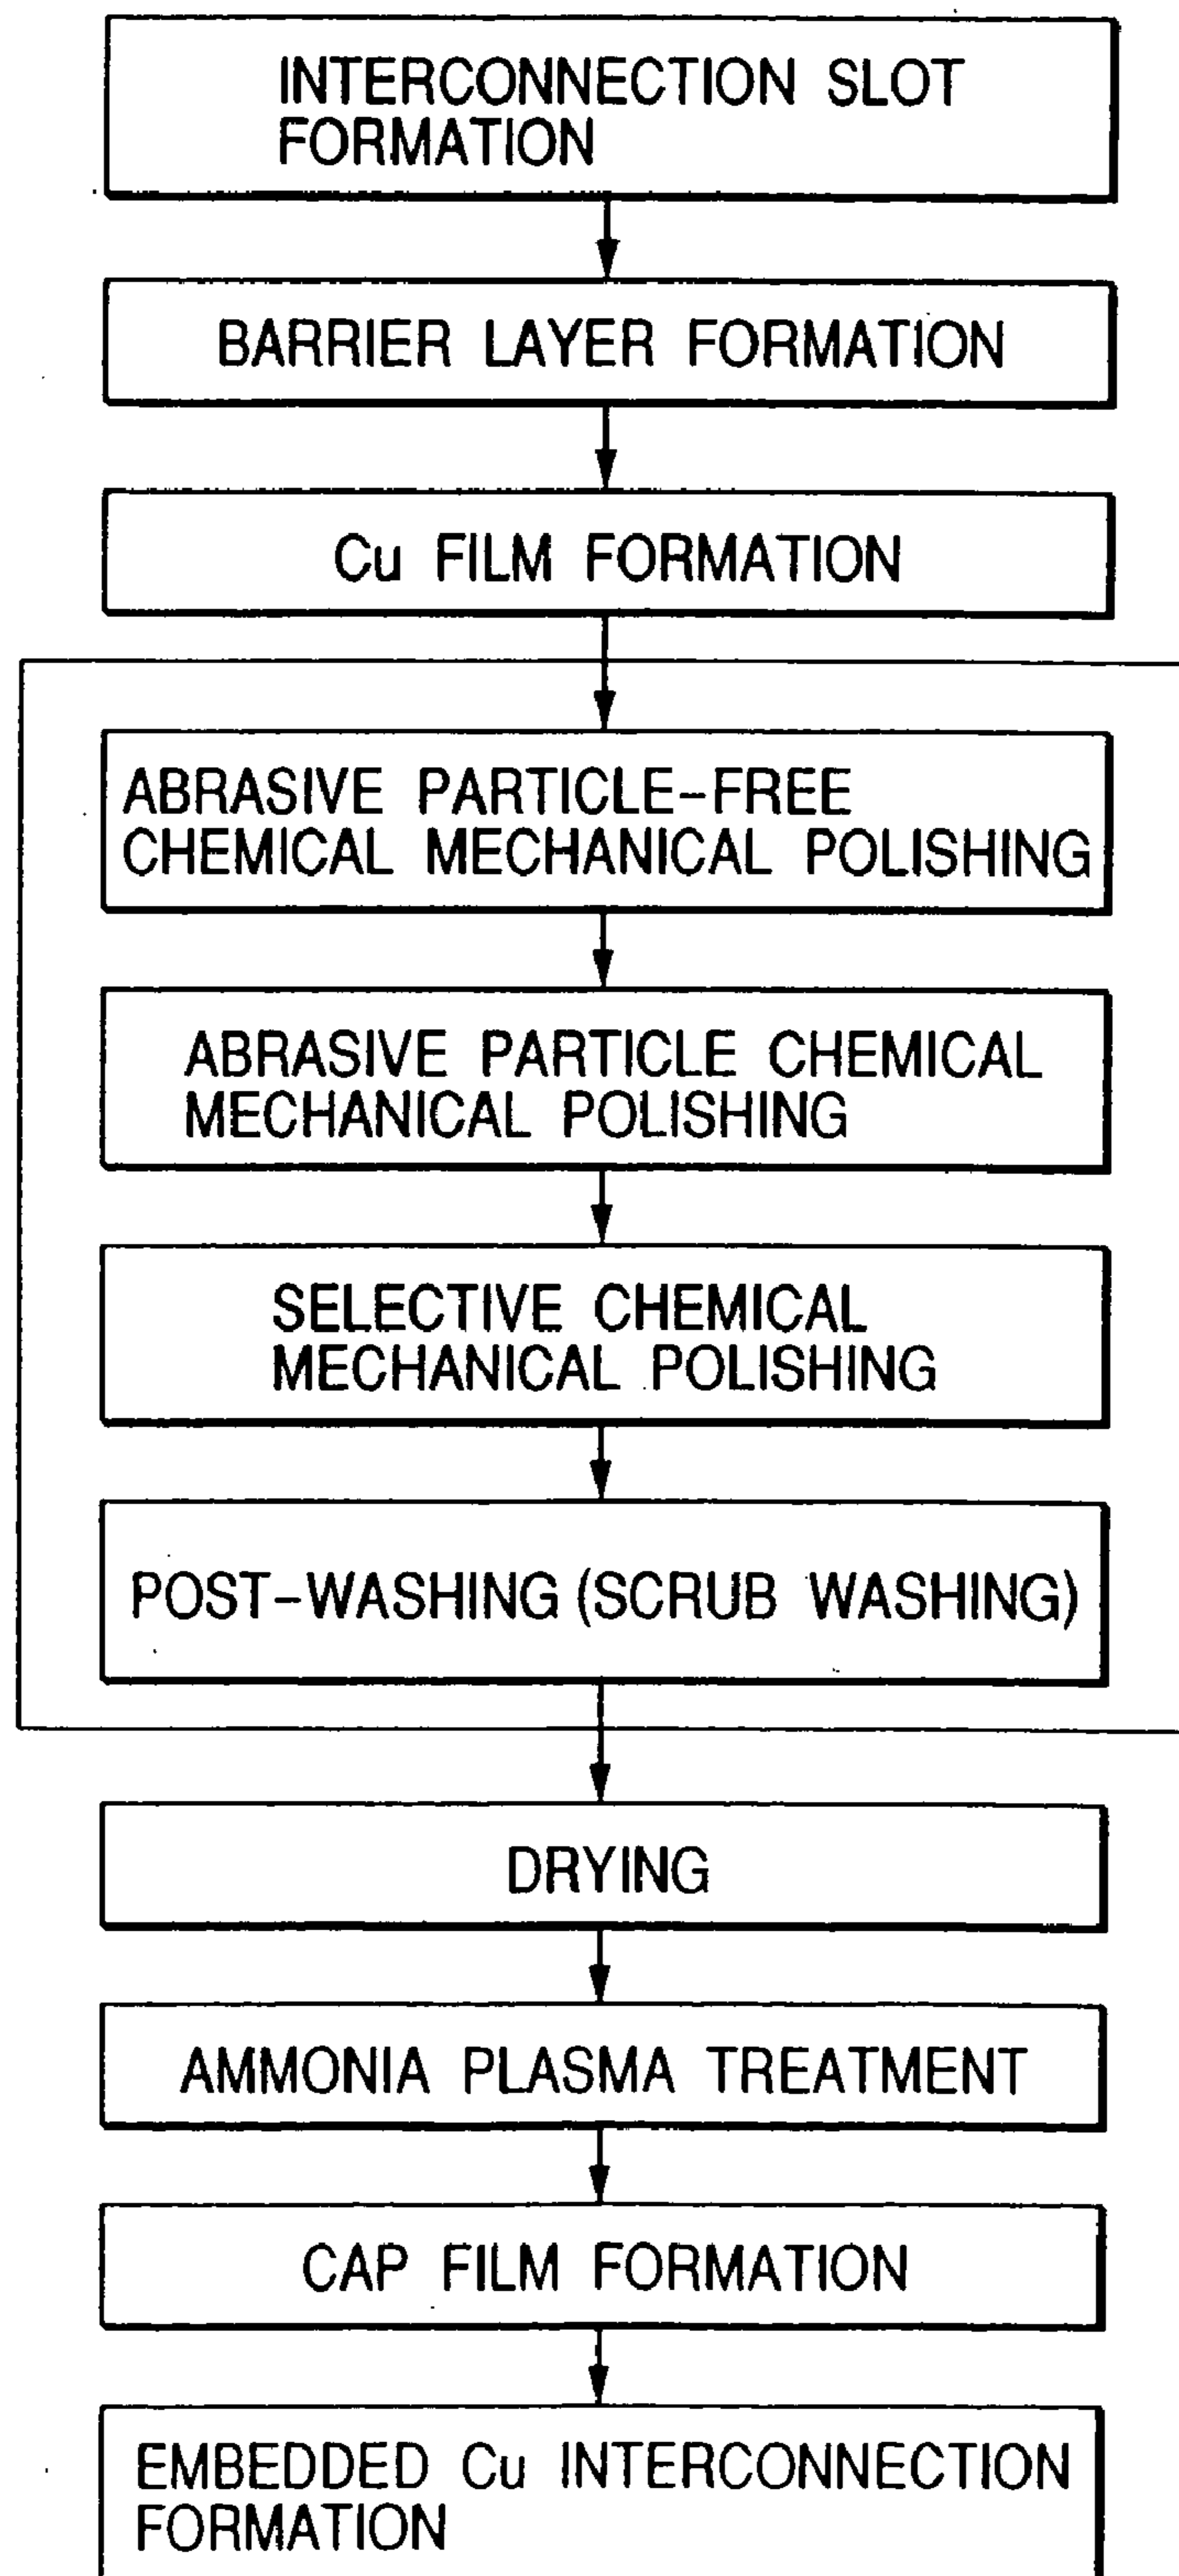 INTERCONNECTION SLOT
FORMATION
BARRIER LAYER FORMATION
Cu FILM FORMATION
ABRASIVE PARTICLE-FREE
CHEMICAL MECHANICAL POLISHING
ABRASIVE PARTICLE CHEMICAL
MECHANICAL POLISHING
SELECTIVE CHEMICAL
MECHANICAL POLISHING
POST-WASHING (SCRUB WASHING)
DRYING
AMMONIA PLASMA TREATMENT
CAP FILM FORMATION
EMBEDDED Cu INTERCONNECTION
FORMATION